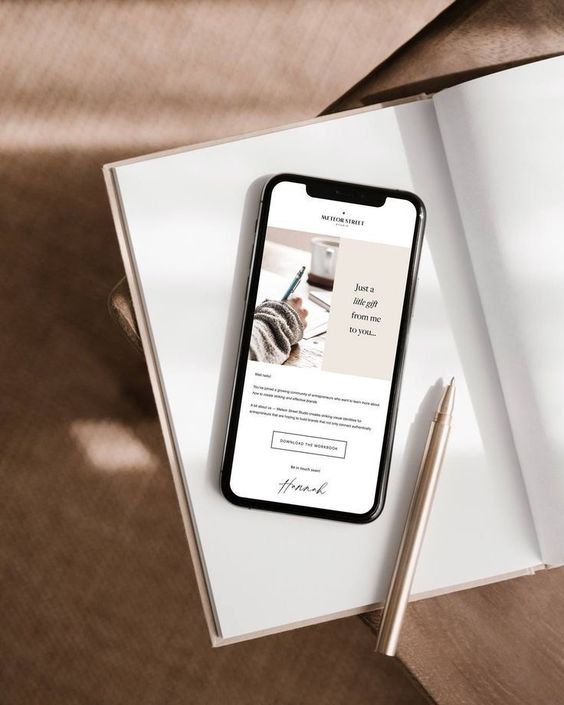 METEOR STREET
STUDIO
Just a
little gift
from me
to you...
Well hello!
You've joined a growing community of entrepreneurs who want to learn more about
how to create striking and effective brands.
A bit about us — Meteor Street Studio creates striking visual identities for
entrepreneurs that are hoping to build brands that not only connect authentically
DOWNLOAD THE WORKBOOK
Be in touch soon!
Hannah